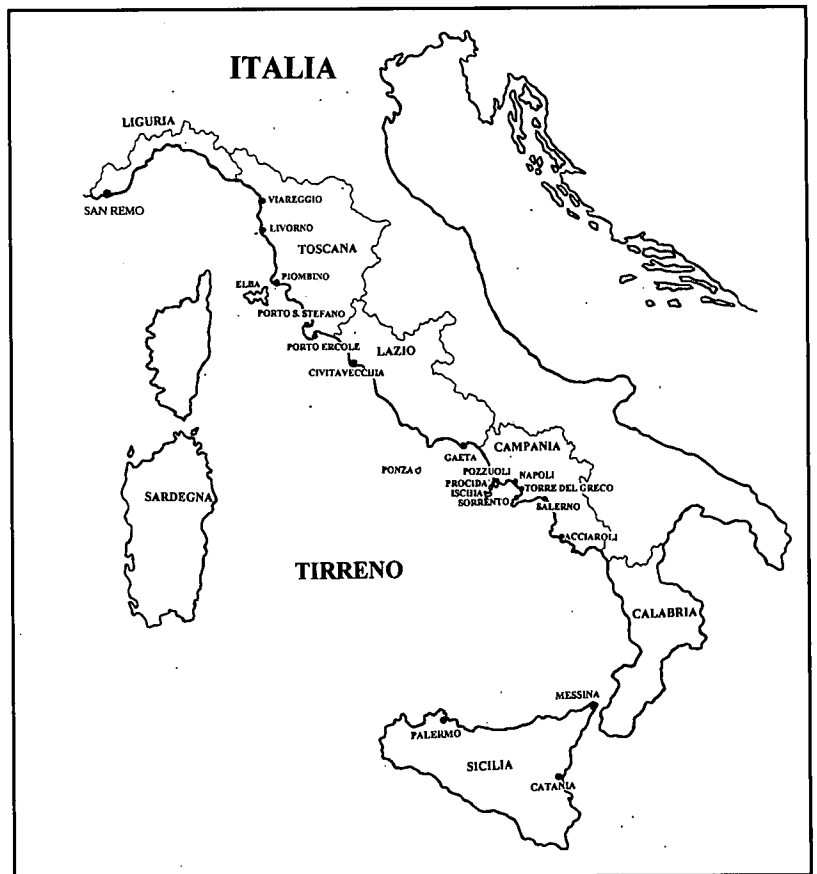 ITALIA
LIGURIA
SAN REMO
VIAREGGIO
LIVORNO
TOSCANA
PIOMBINO
ELBA
PORTO S. STEFANO
PORTO ERCOLE
LAZIO
CIVITAVECCHIA
CAMPANIA
GAETA
PONZA
POZZUOLI
NAPOLI
PROCIDA
TORRE DEL GRECO
ISCHIA
SORRENTO
SALERNO
SARDEGNA
ACCIAROLI
TIRRENO
CALABRIA
MESSINA
PALERMO
SICILIA
CATANIA